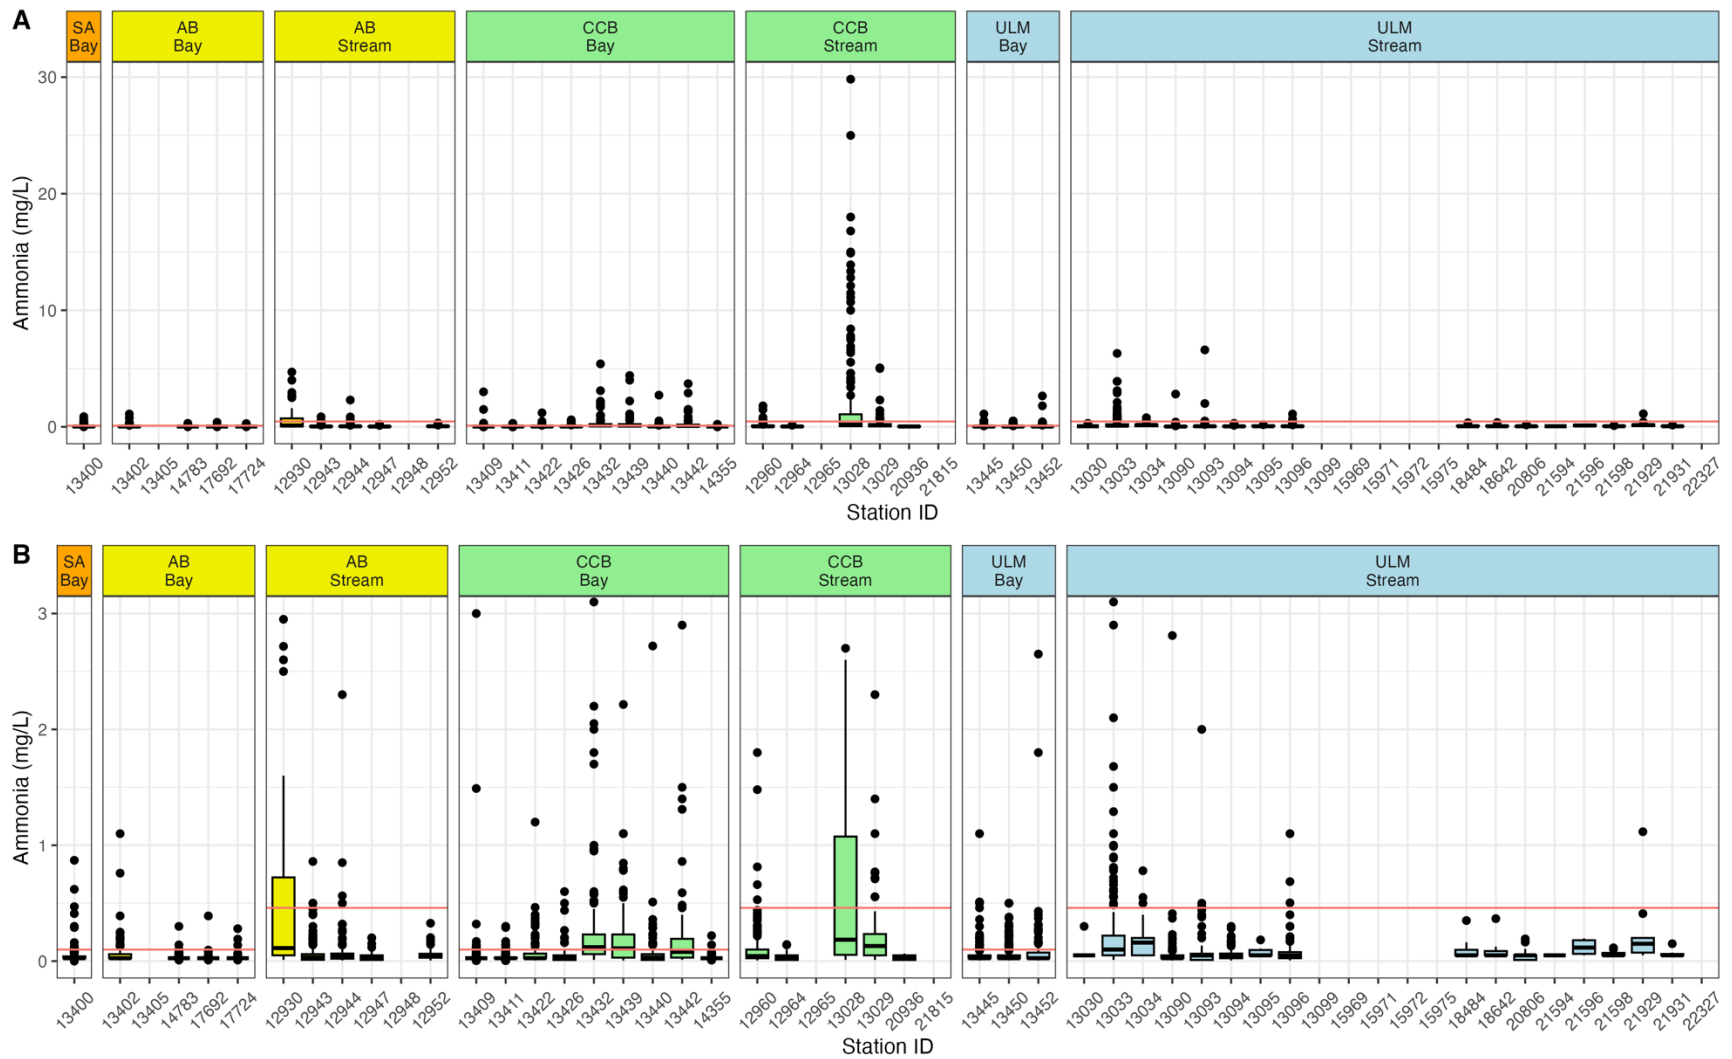 A
SA
Bay
AB
Bay
AB
Stream
CCB
Bay
CCB
Stream
ULM
Bay
ULM
Stream
30
20
10
0
Ammonia (mg/L)
13400 13402 13405 14783 17692 17724 12930 12943 12944 12947 12948 12952 13409 13411 13422 13426 13432 13439 13440 13442 14355 12960 12964 12965 13028 13029 20936 21815 13445 13450 13452 13030 13033 13034 13090 13093 13094 13095 13096 13099 15969 15971 15972 15975 18484 18642 20806 21594 21596 21598 21929 21931 22327
Station ID
B
SA
Bay
AB
Bay
AB
Stream
CCB
Bay
CCB
Stream
ULM
Bay
ULM
Stream
3
2
1
0
Ammonia (mg/L)
13400 13402 13405 14783 17692 17724 12930 12943 12944 12947 12948 12952 13409 13411 13422 13426 13432 13439 13440 13442 14355 12960 12964 12965 13028 13029 20936 21815 13445 13450 13452 13030 13033 13034 13090 13093 13094 13095 13096 13099 15969 15971 15972 15975 18484 18642 20806 21594 21596 21598 21929 21931 22327
Station ID